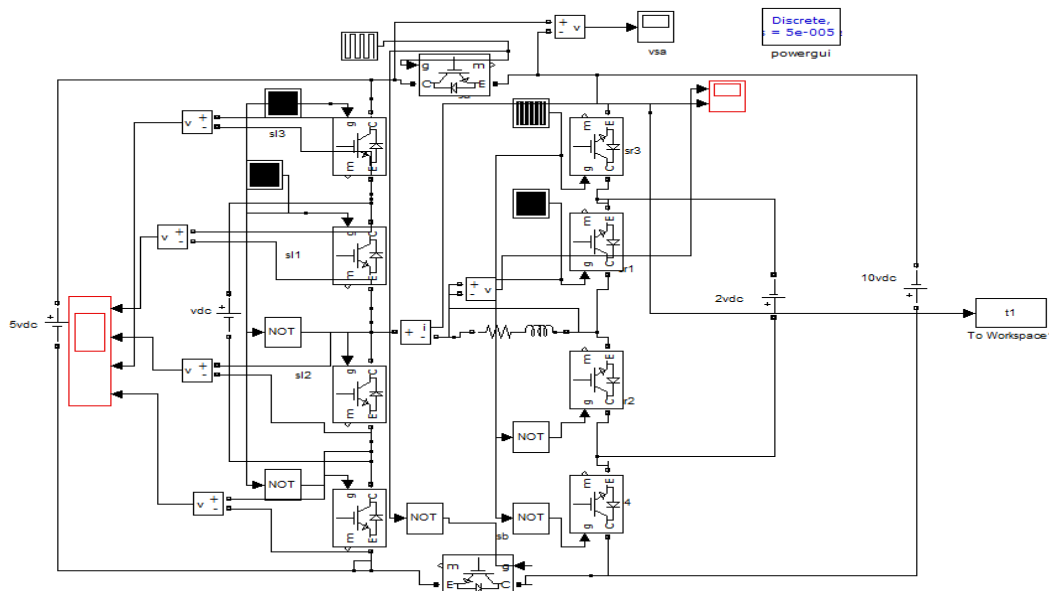 vsa
Discrete,
s = 5e-005
powergui
+
-
v
g
m
C
E
sl3
+
-
v
g
C
m
E
m
E
g
C
sr3
sl1
+
-
v
g
C
m
E
m
E
g
C
r1
+
-
v
10vdc
2vdc
5vdc
vdc
NOT
+
-
i
t1
To Workspace
sl2
+
-
v
g
C
m
E
m
E
g
C
r2
NOT
NOT
+
-
v
g
C
m
E
NOT
NOT
m
E
g
C
4
sb
m
g
E
C